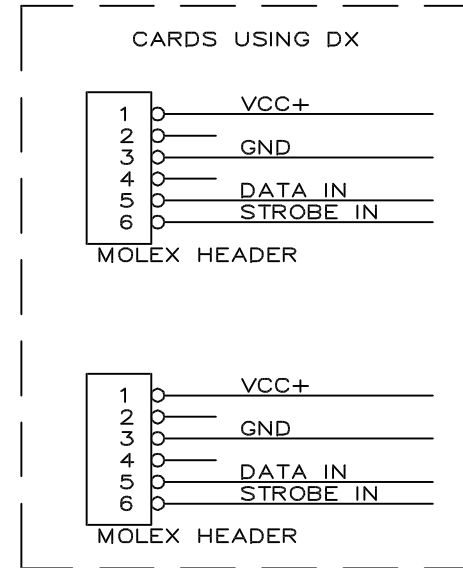 CARDS USING DX
1 VCC+
2
3 GND
4
5 DATA IN
6 STROBE IN
MOLEX HEADER
1 VCC+
2
3 GND
4
5 DATA IN
6 STROBE IN
MOLEX HEADER